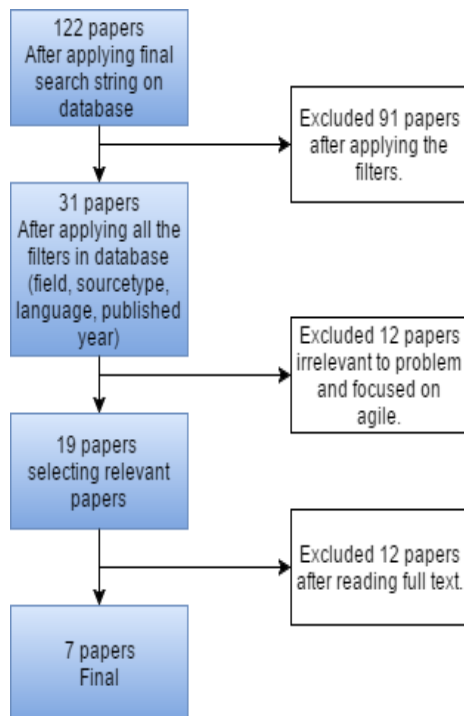 122 papers
After applying final
search string on
database
Excluded 91 papers
after applying the
filters.
31 papers
After applying all the
filters in database
(field, sourcetype,
language, published
year)
Excluded 12 papers
irrelevant to problem
and focused on
agile.
19 papers
selecting relevant
papers
Excluded 12 papers
after reading full text.
7 papers
Final